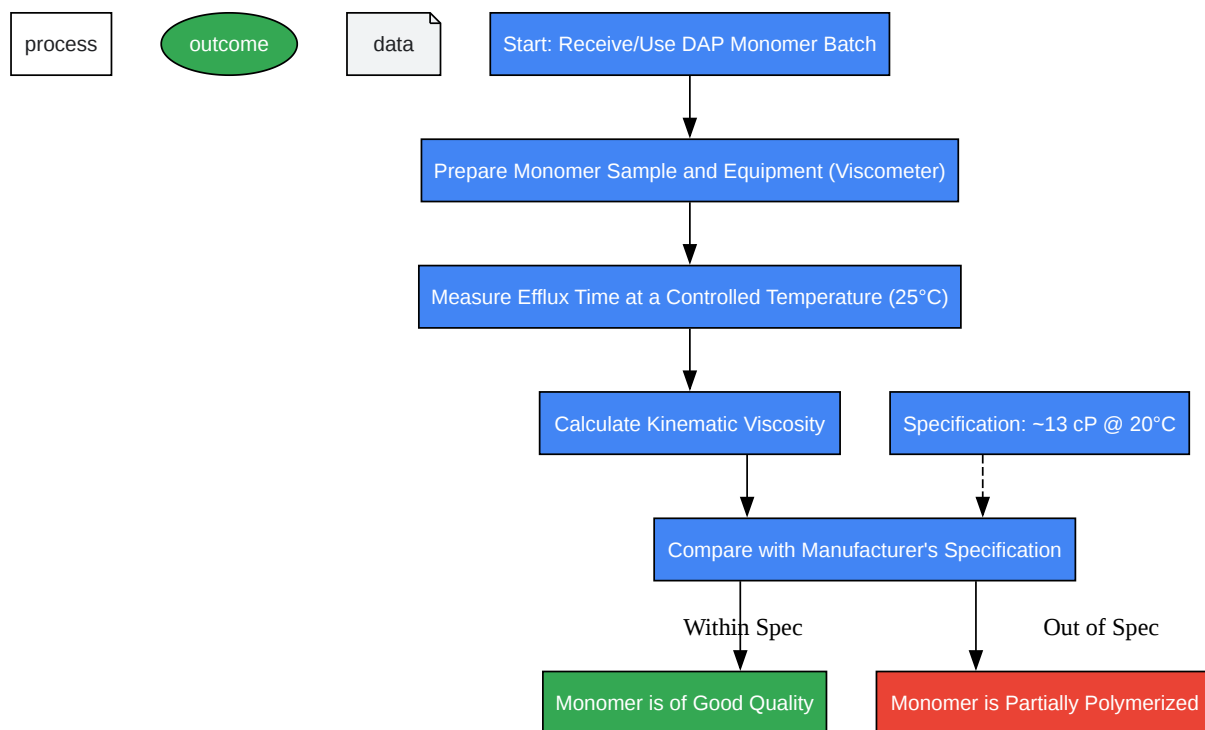 process
outcome
data
Start: Receive/Use DAP Monomer Batch
Prepare Monomer Sample and Equipment (Viscometer)
Measure Efflux Time at a Controlled Temperature (25°C)
Calculate Kinematic Viscosity
Specification: ~13 cP @ 20°C
Compare with Manufacturer's Specification
Within Spec
Out of Spec
Monomer is of Good Quality
Monomer is Partially Polymerized